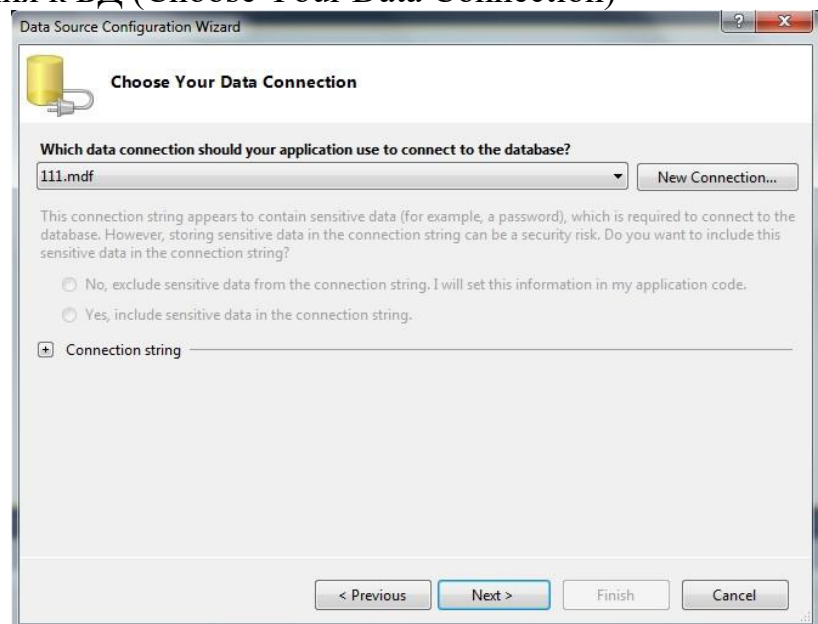 к БД (Choose Your Data Connection)
Data Source Configuration Wizard
Choose Your Data Connection
Which data connection should your application use to connect to the database?
111.mdf
New Connection...
This connection string appears to contain sensitive data (for example, a password), which is required to connect to the
database. However, storing sensitive data in the connection string can be a security risk. Do you want to include this
sensitive data in the connection string?
No, exclude sensitive data from the connection string. I will set this information in my application code.
Yes, include sensitive data in the connection string.
+ Connection string
< Previous
Next >
Finish
Cancel